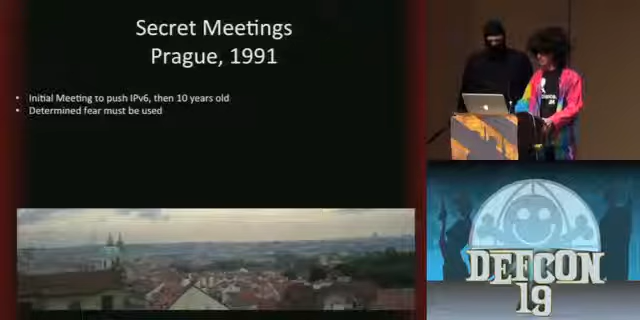 Secret Meetings
Prague, 1991
• Initial Meeting to push IPv6, then 10 years old
• Determined fear must be used
DEFCON
19